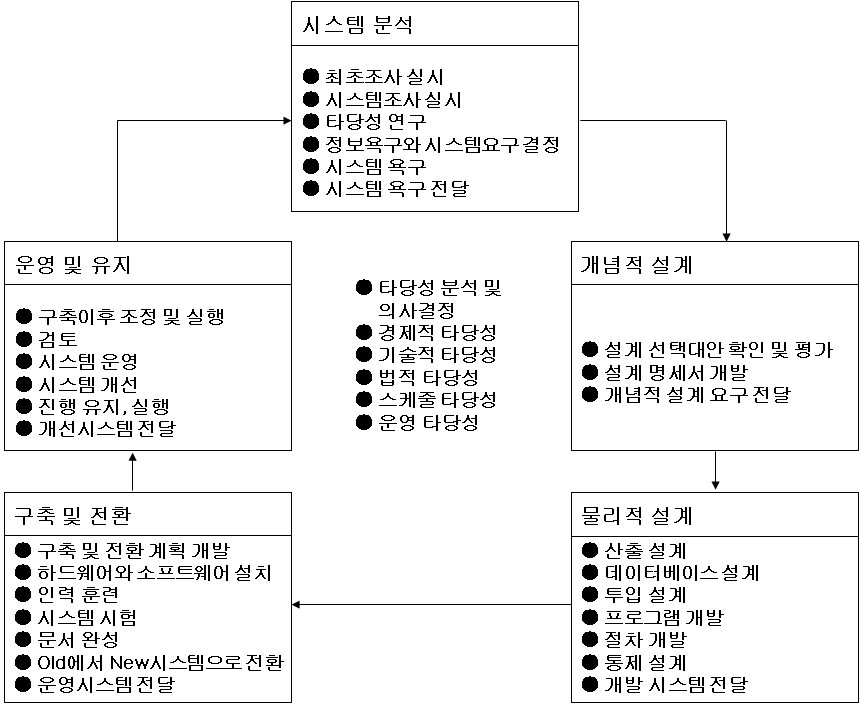 시스템 분석
● 최초조사 실시
● 시스템조사 실시
● 타당성 연구
● 정보욕구와 시스템요구 결정
● 시스템 욕구
● 시스템 욕구 전달
개념적 설계
● 설계 선택대안 확인 및 평가
● 설계 명세서 개발
● 개념적 설계 요구 전달
물리적 설계
● 산출 설계
● 데이터베이스 설계
● 투입 설계
● 프로그램 개발
● 절차 개발
● 통제 설계
● 개발 시스템 전달
구축 및 전환
● 구축 및 전환 계획 개발
● 하드웨어와 소프트웨어 설치
● 인력 훈련
● 시스템 시험
● 문서 완성
● Old에서 New시스템으로 전환
● 운영시스템 전달
운영 및 유지
● 구축이후 조정 및 실행
● 검토
● 시스템 운영
● 시스템 개선
● 진행 유지, 실행
● 개선시스템 전달
● 타당성 분석 및
의사결정
● 경제적 타당성
● 기술적 타당성
● 법적 타당성
● 스케줄 타당성
● 운영 타당성